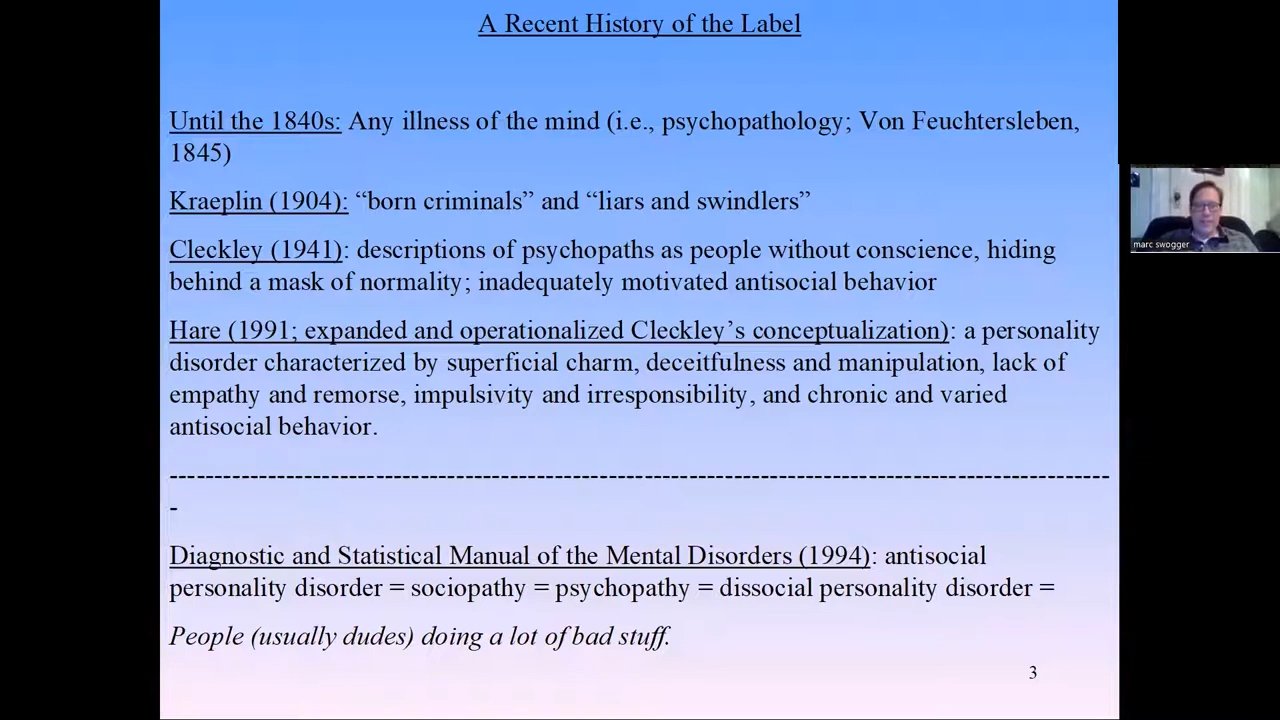 A Recent History of the Label
Until the 1840s: Any illness of the mind (i.e., psychopathology; Von Feuchtersleben,
1845)
Kraeplin (1904): “born criminals” and “liars and swindlers”
Cleckley (1941): descriptions of psychopaths as people without conscience, hiding
behind a mask of normality; inadequately motivated antisocial behavior
Hare (1991; expanded and operationalized Cleckley’s conceptualization): a personality
disorder characterized by superficial charm, deceitfulness and manipulation, lack of
empathy and remorse, impulsivity and irresponsibility, and chronic and varied
antisocial behavior.
--------------------------------------------------------------------------------------------------------
-
Diagnostic and Statistical Manual of the Mental Disorders (1994): antisocial
personality disorder = sociopathy = psychopathy = dissocial personality disorder =
People (usually dudes) doing a lot of bad stuff.
3
marc swogger